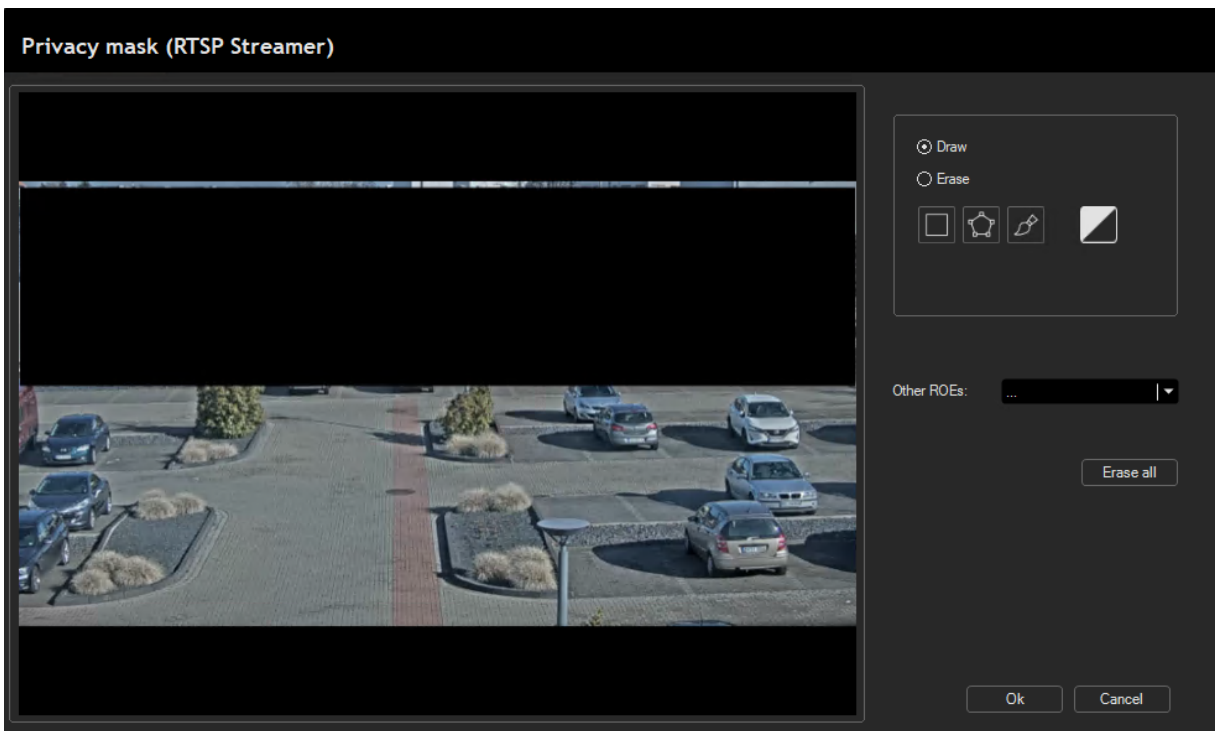 Privacy mask (RTSP Streamer)
Draw
Erase
Other ROEs:
...
Erase all
Ok
Cancel